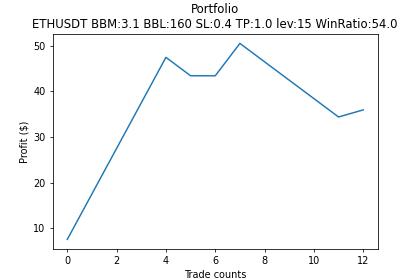 Portfolio
ETHUSDT BBM:3.1 BBL:160 SL:0.4 TP:1.0 lev:15 WinRatio:54.0
50
40
30
20
10
Profit ($)
0 2 4 6 8 10 12
Trade counts